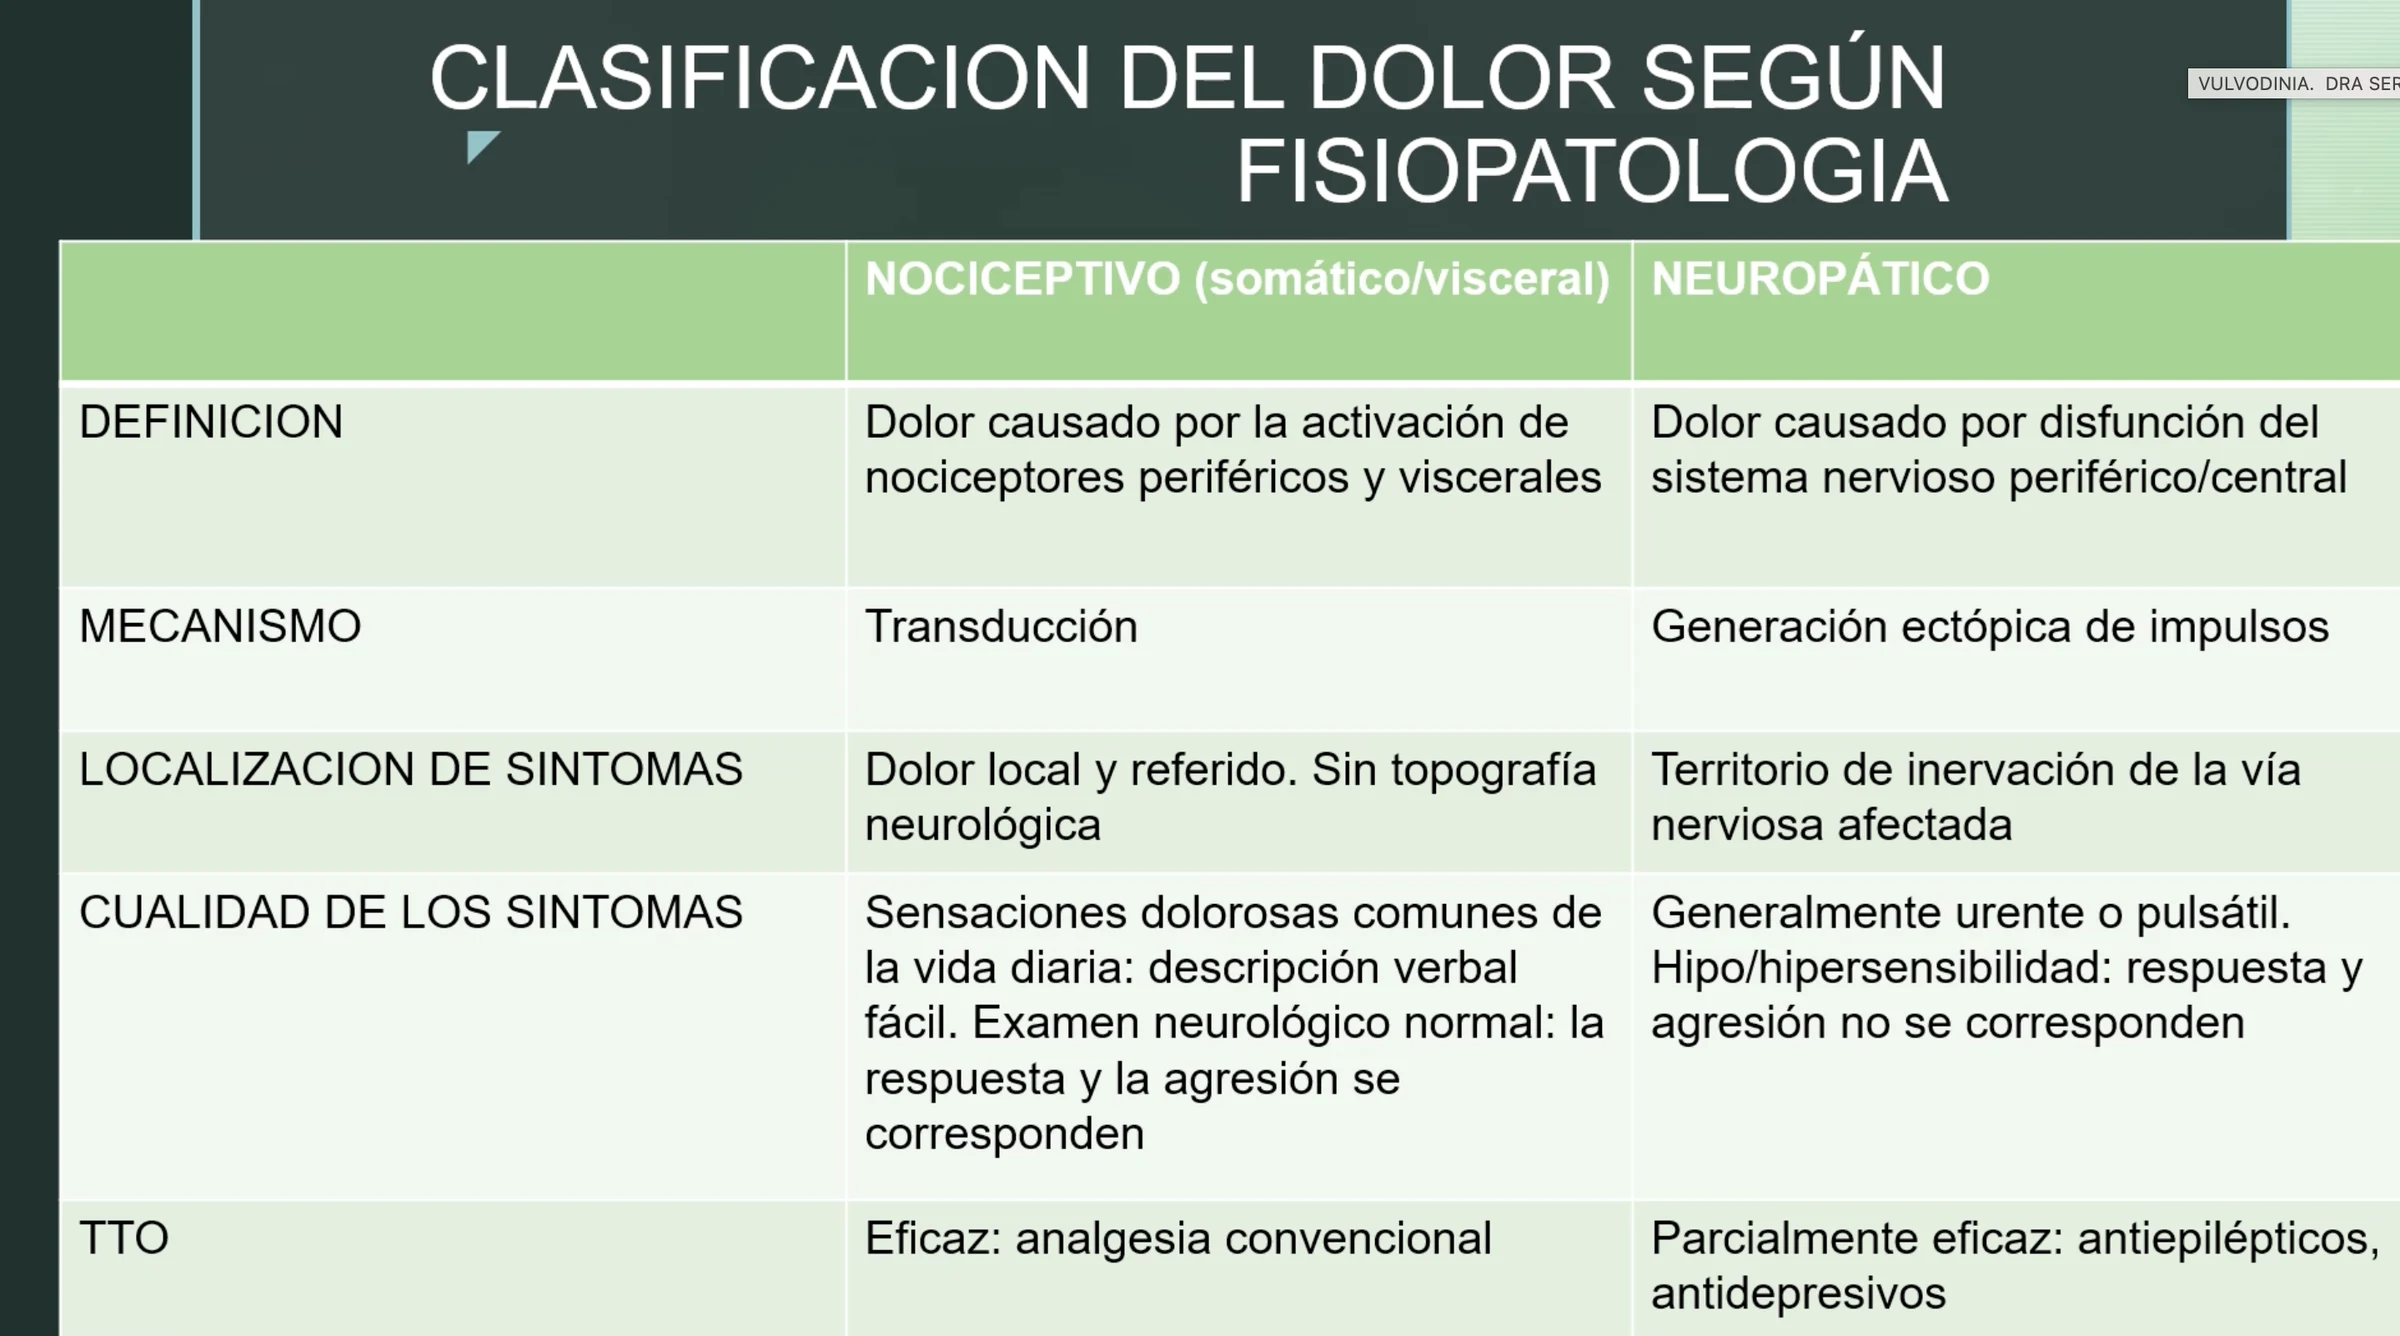 CLASIFICACION DEL DOLOR SEGÚN
FISIOPATOLOGIA
VULVODINIA. DRA
NOCICEPTIVO (somático/visceral)
NEUROPÁTICO
DEFINICION
Dolor causado por la activación de
nociceptores periféricos y viscerales
Dolor causado por disfunción del
sistema nervioso periférico/central
MECANISMO
Transducción
Generación ectópica de impulsos
LOCALIZACION DE SINTOMAS
Dolor local y referido. Sin topografía
neurológica
Territorio de inervación de la vía
nerviosa afectada
CUALIDAD DE LOS SINTOMAS
Sensaciones dolorosas comunes de
la vida diaria: descripción verbal
fácil. Examen neurológico normal: la
respuesta y la agresión se
corresponden
Generalmente urente o pulsátil.
Hipo/hipersensibilidad: respuesta y
agresión no se corresponden
TTO
Eficaz: analgesia convencional
Parcialmente eficaz: antiepilépticos,
antidepresivos